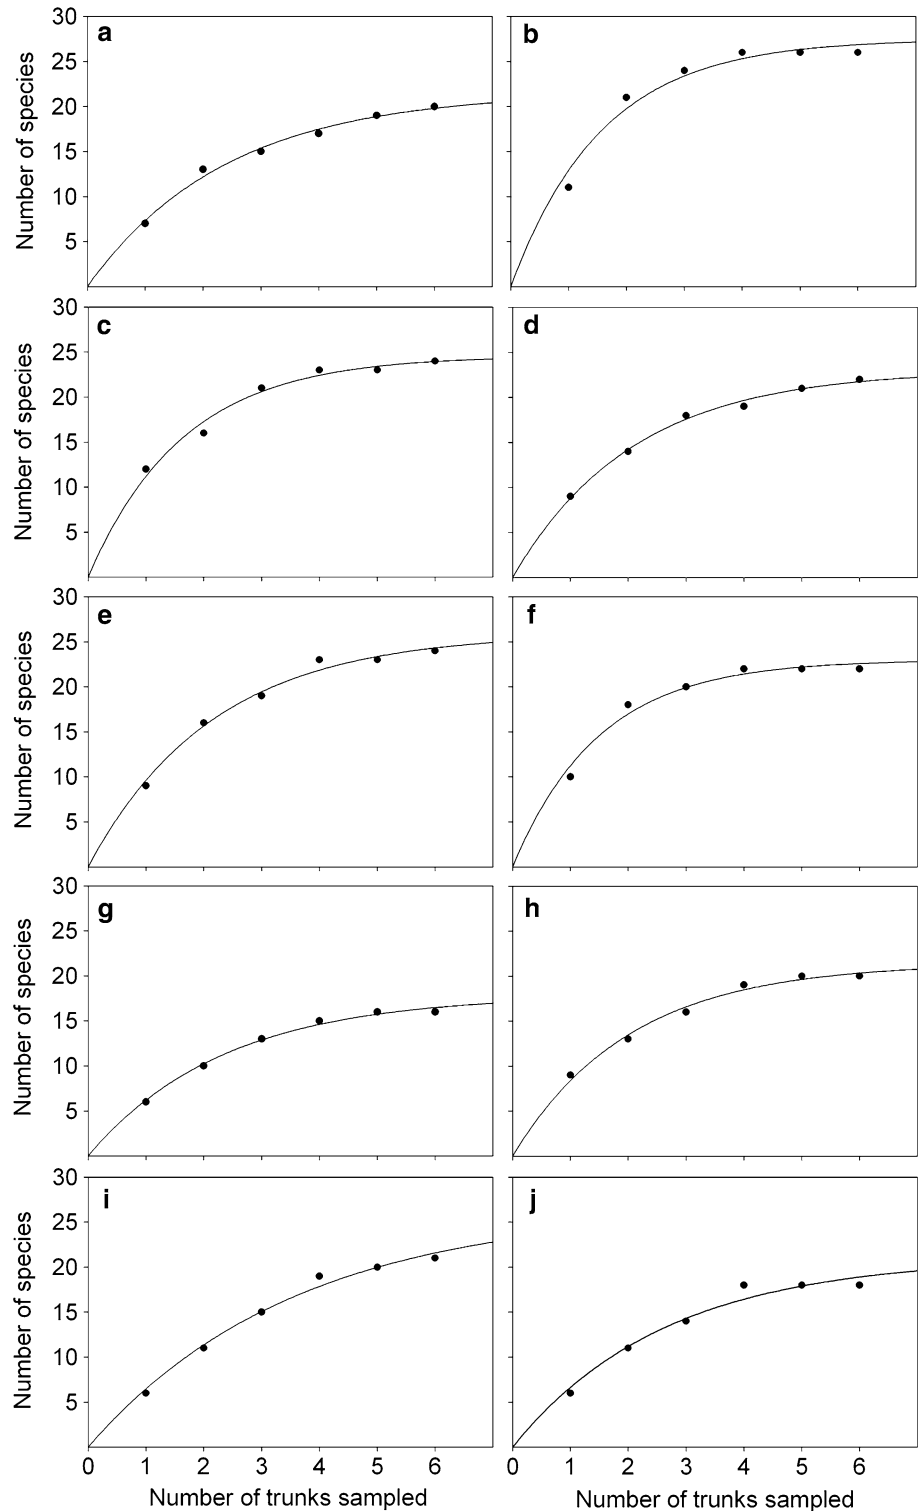 30 a b
25
20
15
10
5
Number of species
30 c d
25
20
15
10
5
Number of species
30 e f
25
20
15
10
5
Number of species
30 g h
25
20
15
10
5
Number of species
30 i j
25
20
15
10
5
Number of species
0 1 2 3 4 5 6 0 1 2 3 4 5 6
Number of trunks sampled Number of trunks sampled